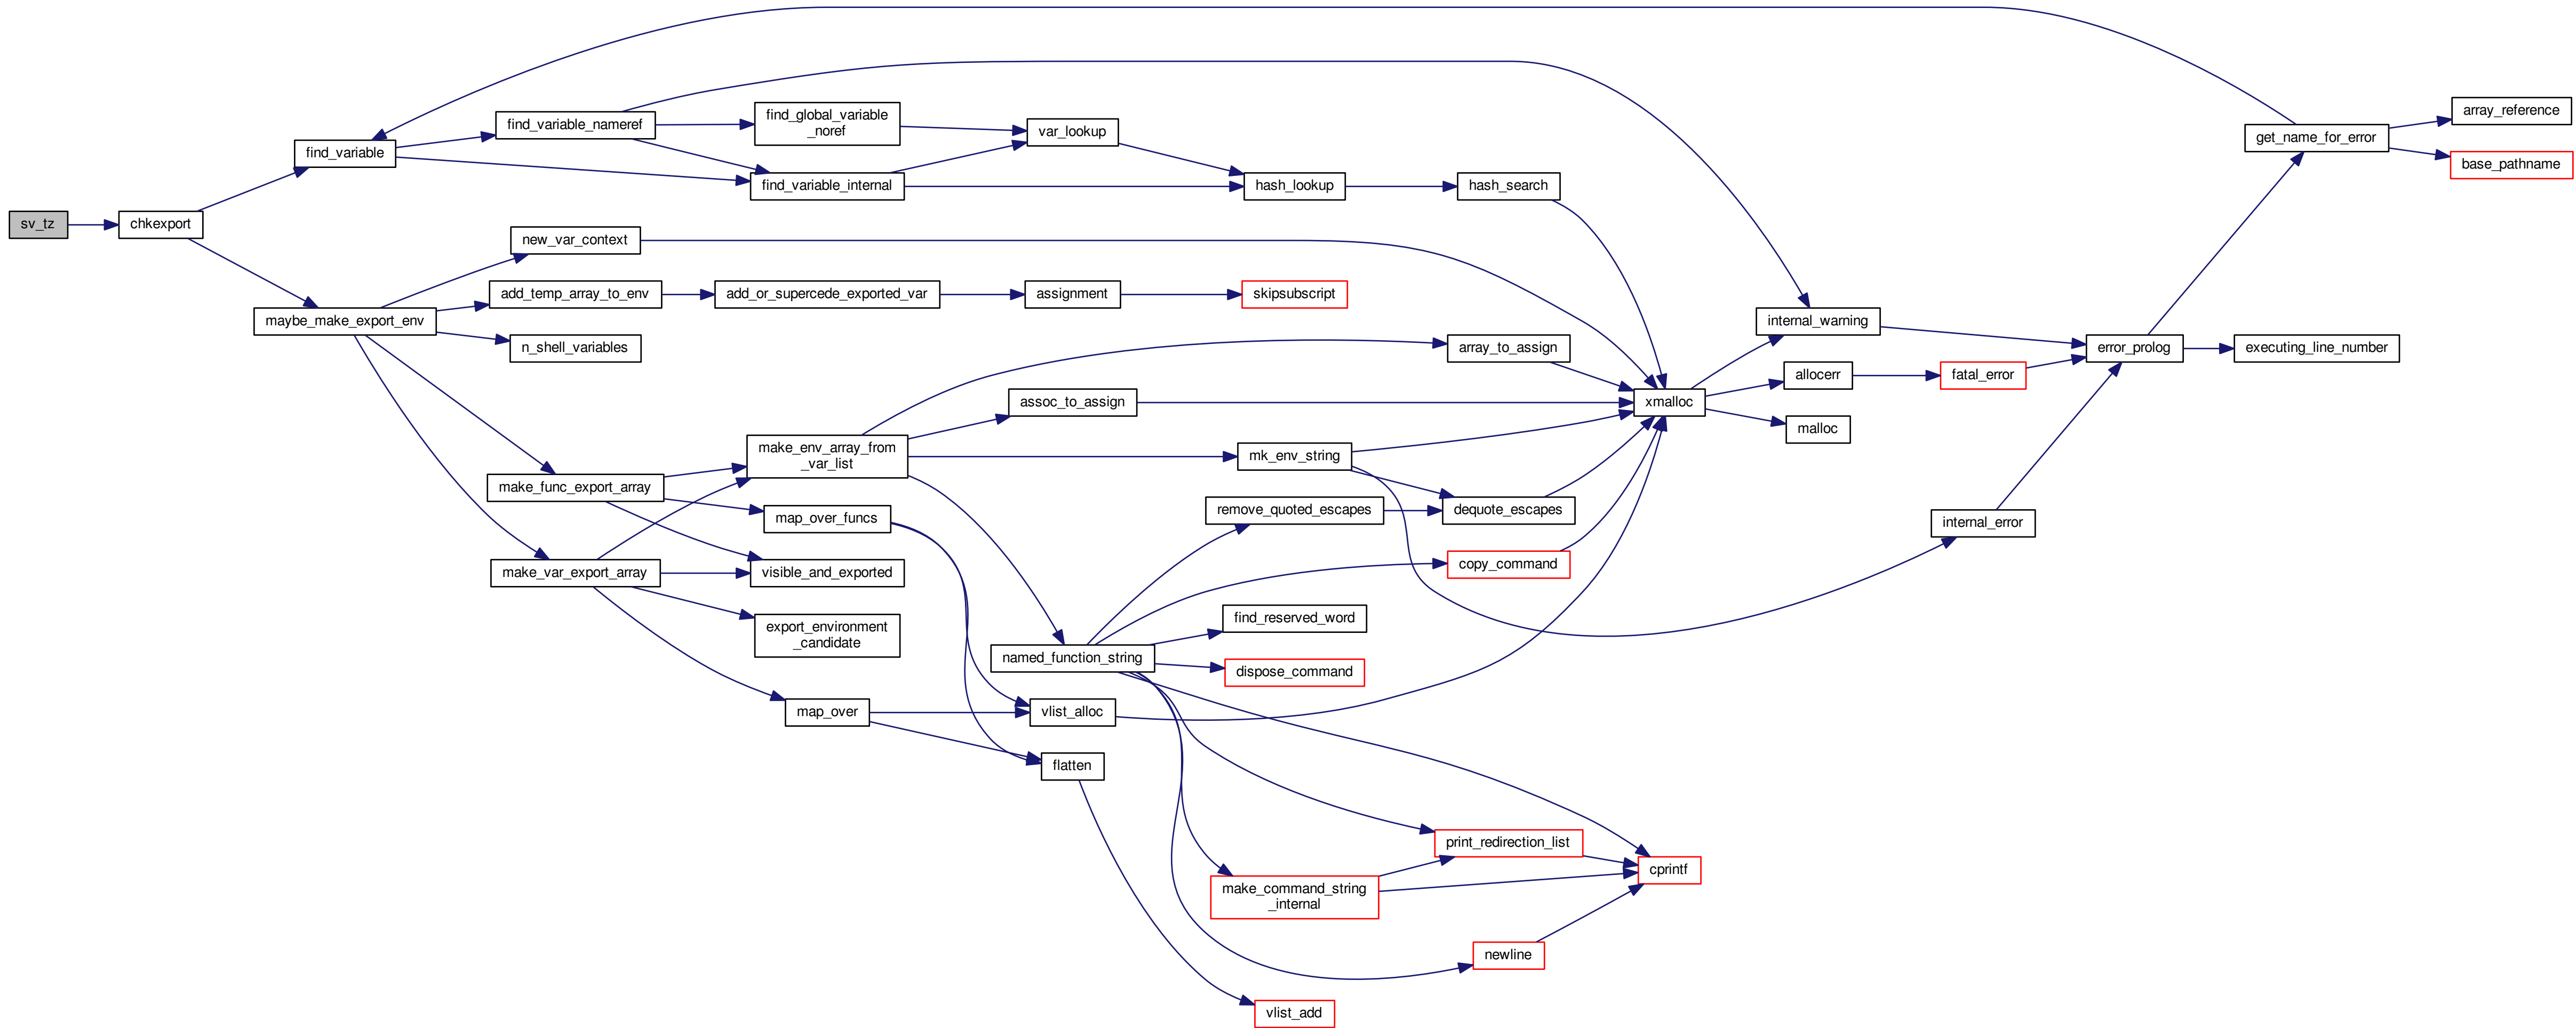 sv_tz
chkexport
find_variable
maybe_make_export_env
find_variable_nameref
new_var_context
add_temp_array_to_env
n_shell_variables
make_func_export_array
make_var_export_array
find_global_variable
_noref
find_variable_internal
add_or_supercede_exported_var
make_env_array_from
_var_list
map_over_funcs
visible_and_exported
export_environment
_candidate
map_over
var_lookup
assignment
assoc_to_assign
named_function_string
vlist_alloc
flatten
hash_lookup
skipsubscript
mk_env_string
remove_quoted_escapes
find_reserved_word
dispose_command
make_command_string
_internal
vlist_add
hash_search
array_to_assign
dequote_escapes
copy_command
print_redirection_list
newline
xmalloc
cprintf
internal_warning
allocerr
malloc
fatal_error
internal_error
error_prolog
get_name_for_error
executing_line_number
array_reference
base_pathname